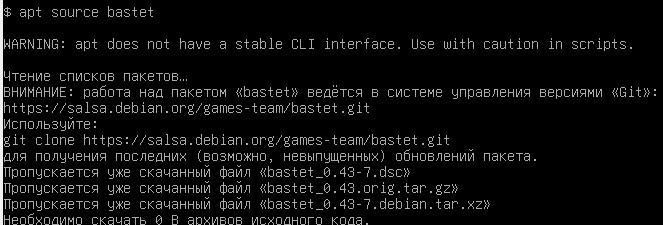 $ apt source bastet
WARNING: apt does not have a stable CLI interface. Use with caution in scripts.
Чтение списков пакетов…
ВНИМАНИЕ: работа над пакетом «bastet» ведётся в системе управления версиями «Git»:
https://salsa.debian.org/games-team/bastet.git
Используйте:
git clone https://salsa.debian.org/games-team/bastet.git
для получения последних (возможно, невыпущенных) обновлений пакета.
Пропускается уже скачанный файл «bastet_0.43-7.dsc»
Пропускается уже скачанный файл «bastet_0.43.orig.tar.gz»
Пропускается уже скачанный файл «bastet_0.43-7.debian.tar.xz»
Необходимо скачать 0 B архивов исходного кода.